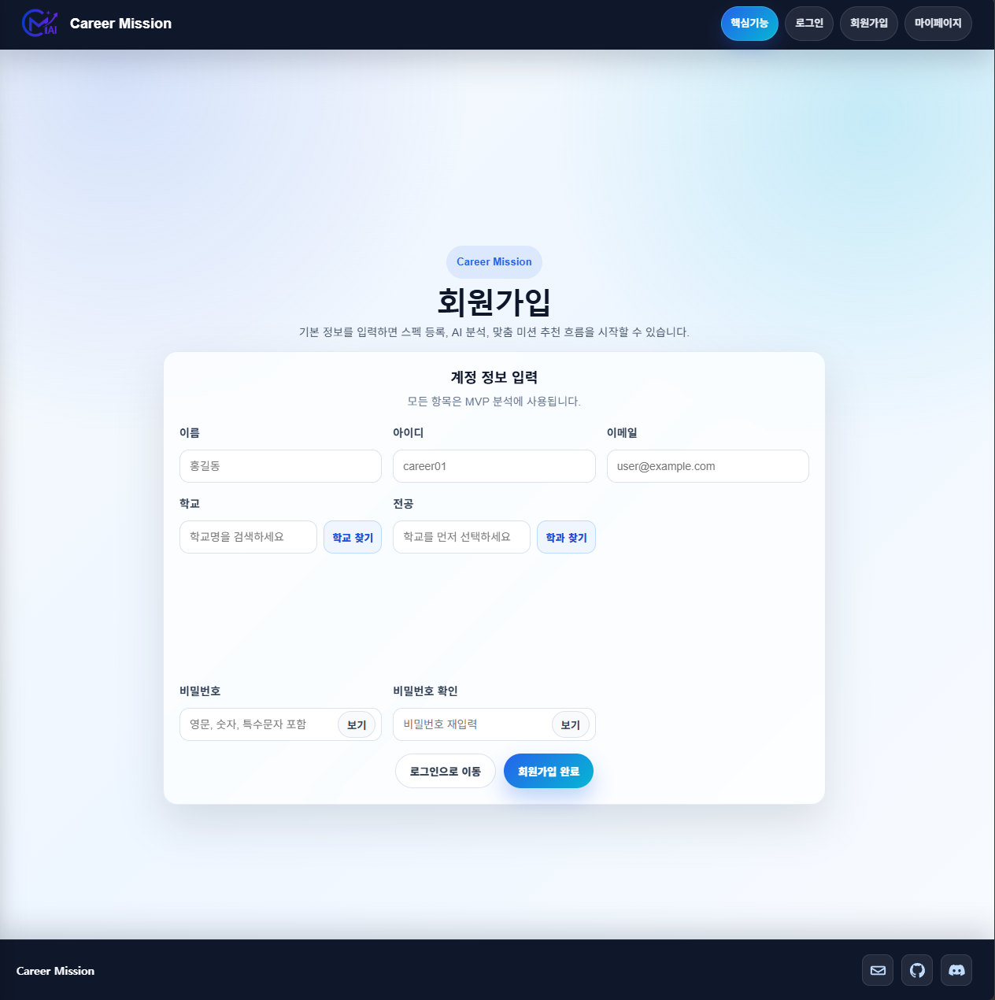 MIAI
Career Mission
핵심기능
로그인
회원가입
마이페이지
Career Mission
회원가입
기본 정보를 입력하면 스펙 등록, AI 분석, 맞춤 미션 추천 흐름을 시작할 수 있습니다.
계정 정보 입력
모든 항목은 MVP 분석에 사용됩니다.
이름
아이디
이메일
홍길동
career01
user@example.com
학교
전공
학교명을 검색하세요
학교 찾기
학교를 먼저 선택하세요
학과 찾기
비밀번호
비밀번호 확인
영문, 숫자, 특수문자 포함
보기
비밀번호 재입력
보기
로그인으로 이동
회원가입 완료
Career Mission